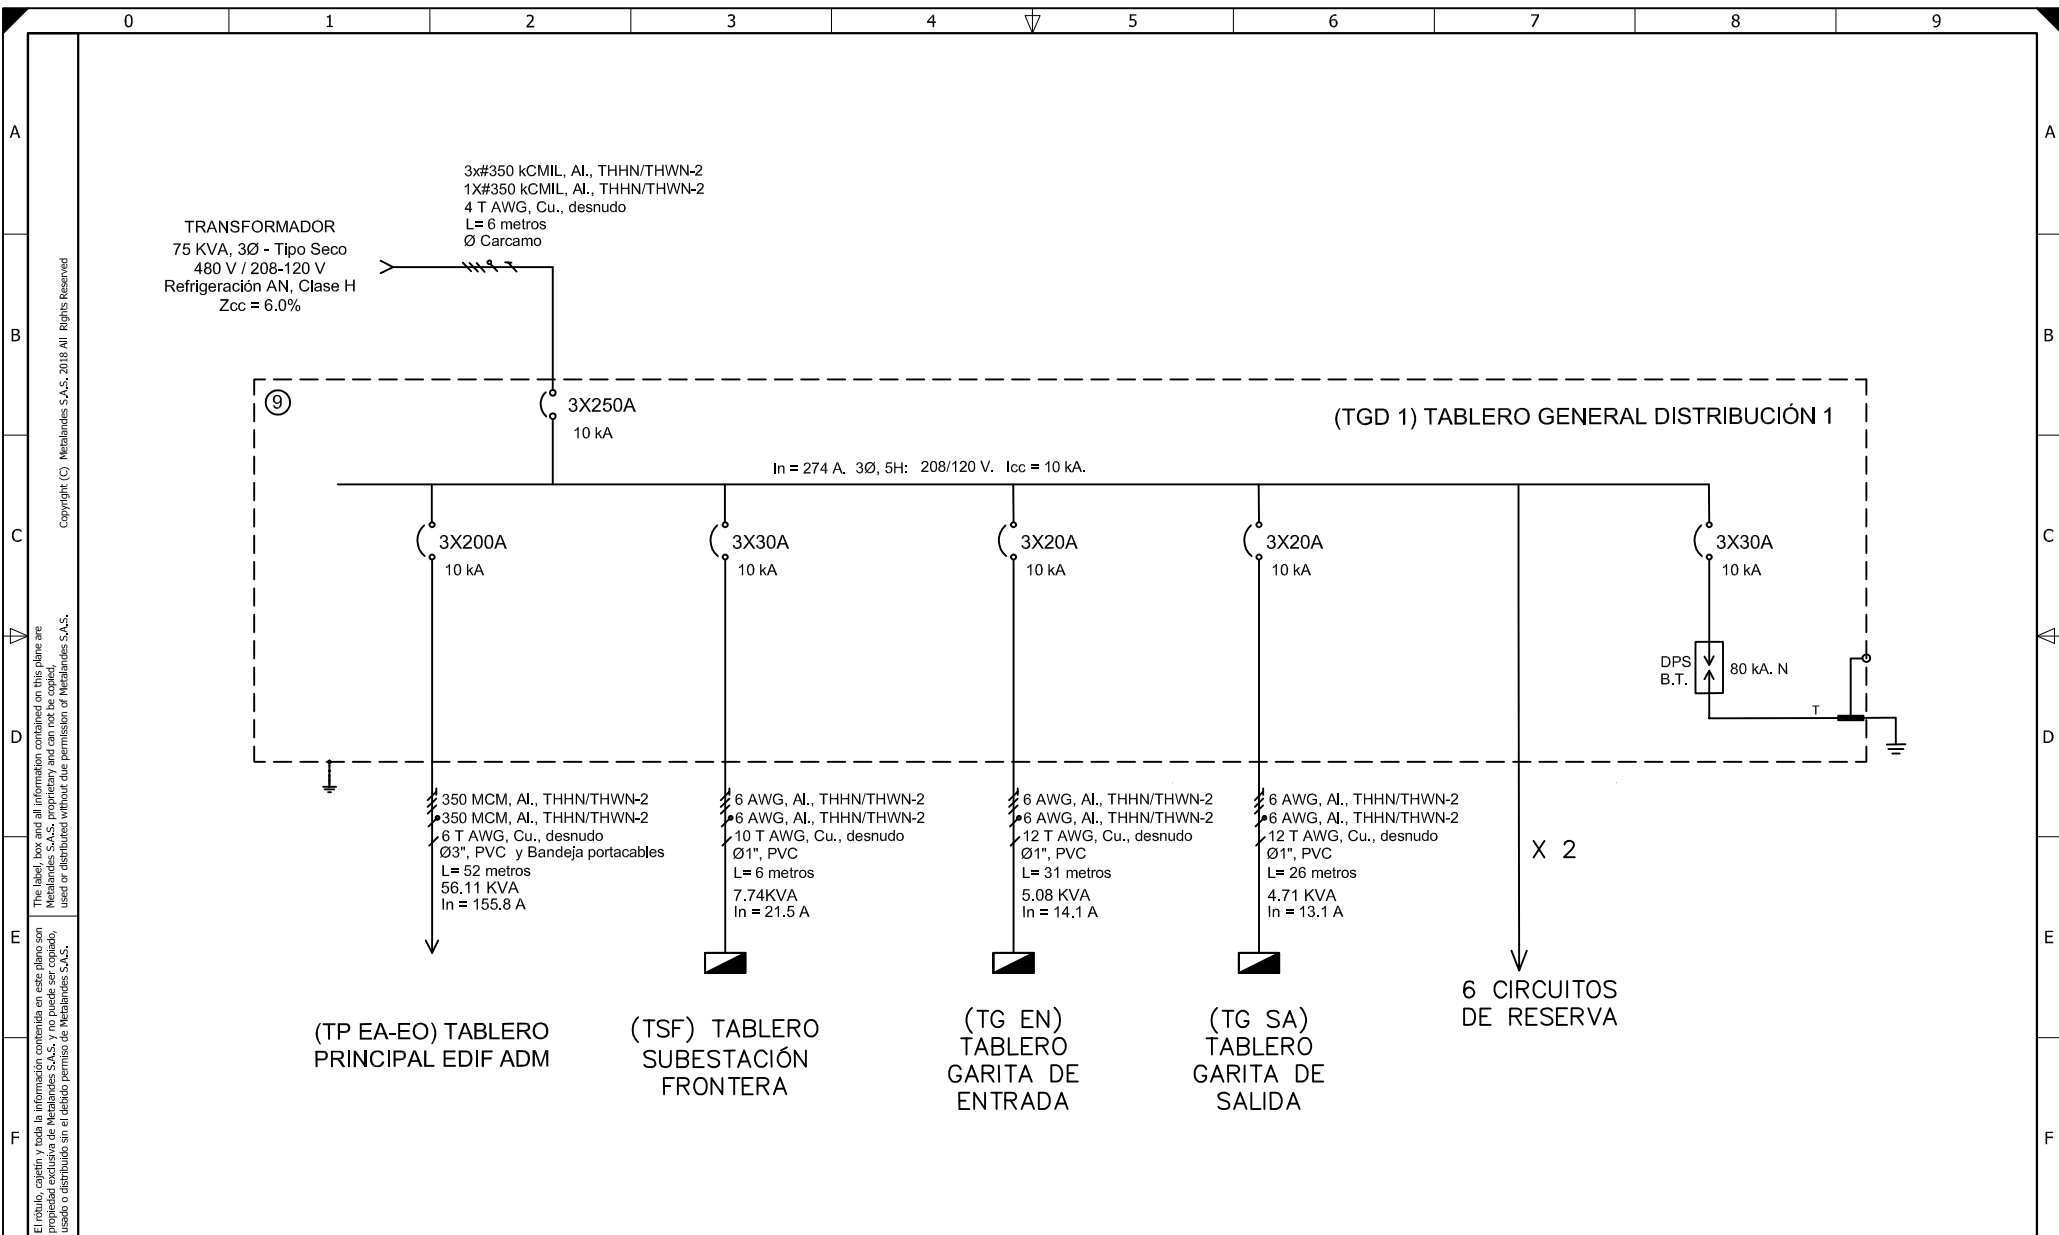 0 1 2 3 4 5 6 7 8 9
A
B
C
D
E
F
A
B
C
D
E
F
Copyright (C) Metalandes S.A.S. 2018 All Rights Reserved
The label, box and all information contained on this plane are
Metalandes S.A.S. proprietary and can not be copied,
used or distributed without due permission of Metalandes S.A.S.
El rótulo, cajetín y toda la información contenida en este plano son
propiedad exclusiva de Metalandes S.A.S. y no puede ser copiado,
usado o distribuido sin el debido permiso de Metalandes S.A.S.
3x#350 kCMIL, Al., THHN/THWN-2
1X#350 kCMIL, Al., THHN/THWN-2
4 T AWG, Cu., desnudo
L= 6 metros
Ø Carcamo
TRANSFORMADOR
75 KVA, 3Ø - Tipo Seco
480 V / 208-120 V
Refrigeración AN, Clase H
Zcc = 6.0%
9
3X250A
10 kA
(TGD 1) TABLERO GENERAL DISTRIBUCIÓN 1
In = 274 A. 3Ø, 5H: 208/120 V. Icc = 10 kA.
3X200A
10 kA
3X30A
10 kA
3X20A
10 kA
3X20A
10 kA
3X30A
10 kA
DPS
B.T.
80 kA. N
T
350 MCM, Al., THHN/THWN-2
350 MCM, Al., THHN/THWN-2
6 T AWG, Cu., desnudo
Ø3", PVC y Bandeja portacables
L= 52 metros
56.11 KVA
In = 155.8 A
6 AWG, Al., THHN/THWN-2
6 AWG, Al., THHN/THWN-2
10 T AWG, Cu., desnudo
Ø1", PVC
L= 6 metros
7.74KVA
In = 21.5 A
6 AWG, Al., THHN/THWN-2
6 AWG, Al., THHN/THWN-2
12 T AWG, Cu., desnudo
Ø1", PVC
L= 31 metros
5.08 KVA
In = 14.1 A
6 AWG, Al., THHN/THWN-2
6 AWG, Al., THHN/THWN-2
12 T AWG, Cu., desnudo
Ø1", PVC
L= 26 metros
4.71 KVA
In = 13.1 A
X 2
(TP EA-EO) TABLERO
PRINCIPAL EDIF ADM
(TSF) TABLERO
SUBESTACIÓN
FRONTERA
(TG EN)
TABLERO
GARITA DE
ENTRADA
(TG SA)
TABLERO
GARITA DE
SALIDA
6 CIRCUITOS
DE RESERVA